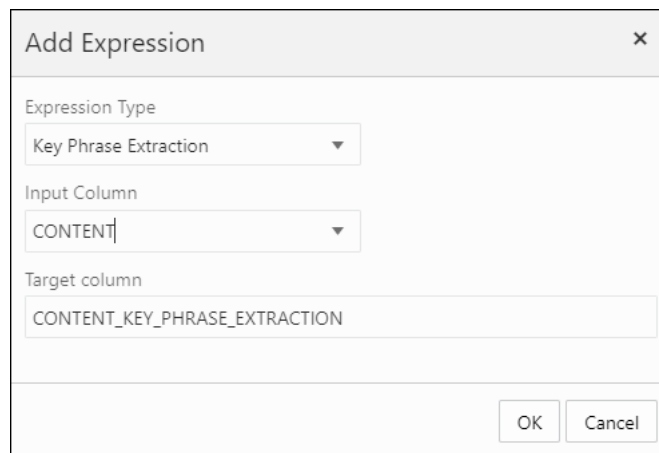 Add Expression
Expression Type
Key Phrase Extraction
Input Column
CONTENT
Target column
CONTENT_KEY_PHRASE_EXTRACTION
OK Cancel